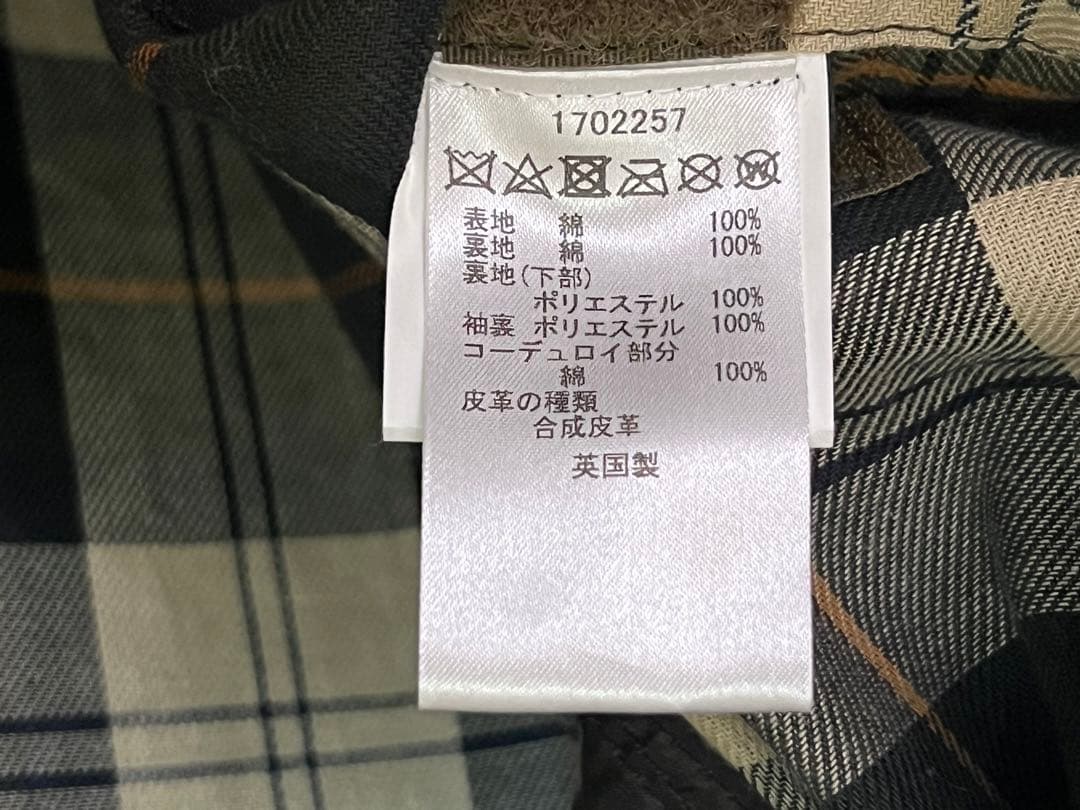 1702257
表地 綿 100%
裏地 綿 100%
裏地(下部)
ポリエステル 100%
袖裏 ポリエステル 100%
コーデュロイ部分
綿 100%
皮革の種類
合成皮革
英国製